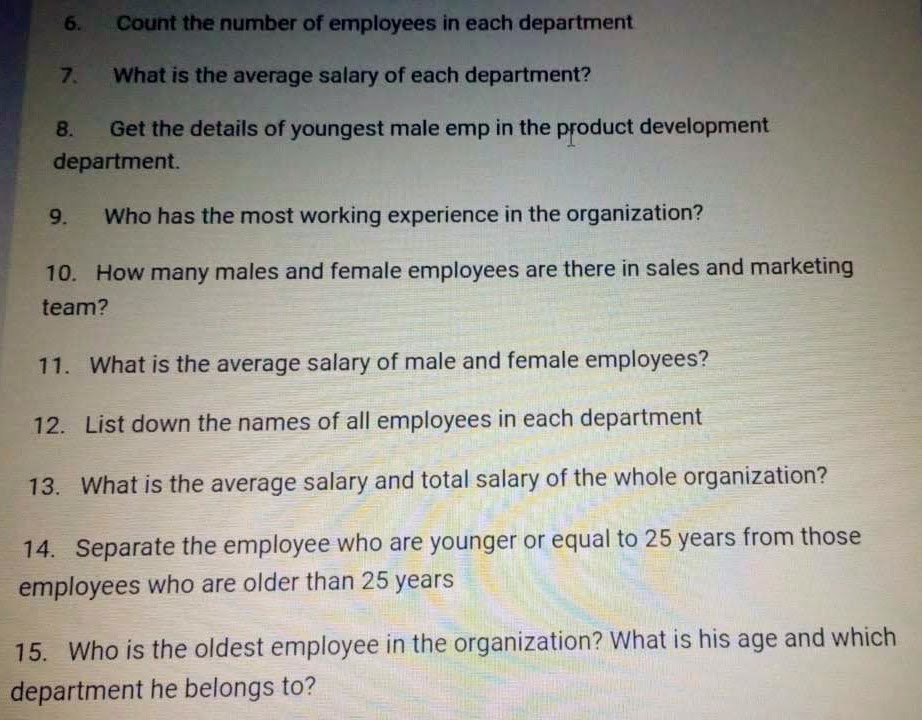 6. Count the number of employees in each department
7. What is the average salary of each department?
8. Get the details of youngest male emp in the product development
department.
9. Who has the most working experience in the organization?
10. How many males and female employees are there in sales and marketing
team?
11. What is the average salary of male and female employees?
12. List down the names of all employees in each department
13. What is the average salary and total salary of the whole organization?
14. Separate the employee who are younger or equal to 25 years from those
employees who are older than 25 years
15. Who is the oldest employee in the organization? What is his age and which
department he belongs to?